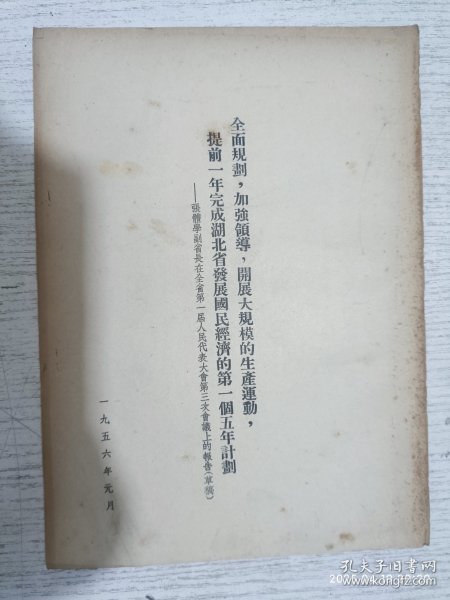 全面規劃，加強領導，開展大規模的生產運動，
提前一年完成湖北省發展國民經濟的第一個五年計劃
——張體學副省長在全省第一屆人民代表大會第三次會議上的報告（草稿）
一九五六年元月
孔夫子旧书网